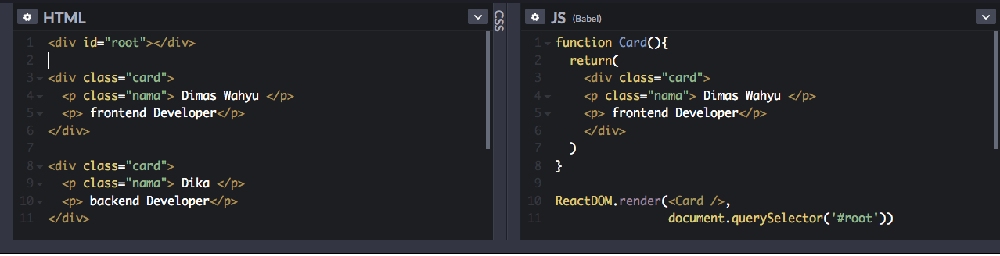 HTML
1 <div id="root"></div>
2
3 <div class="card">
4 <p class="nama"> Dimas Wahyu </p>
5 <p> frontend Developer</p>
6 </div>
7
8 <div class="card">
9 <p class="nama"> Dika </p>
10 <p> backend Developer</p>
11 </div>
CSS
JS (Babel)
1 function Card(){
2 return(
3 <div class="card">
4 <p class="nama"> Dimas Wahyu </p>
5 <p> frontend Developer</p>
6 </div>
7 )
8 }
9
10 ReactDOM.render(<Card />,
11 document.querySelector('#root'))